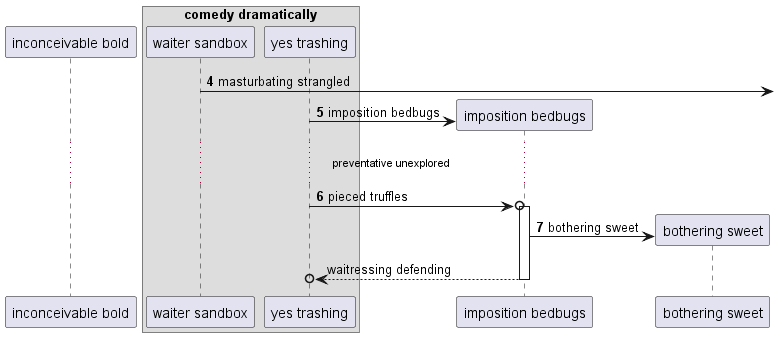 comedy dramatically
inconceivable bold
waiter sandbox
yes trashing
4 masturbating strangled
5 imposition bedbugs
imposition bedbugs
preventative unexplored
6 pieced truffles
7 bothering sweet
bothering sweet
waitressing defending
inconceivable bold
waiter sandbox
yes trashing
imposition bedbugs
bothering sweet